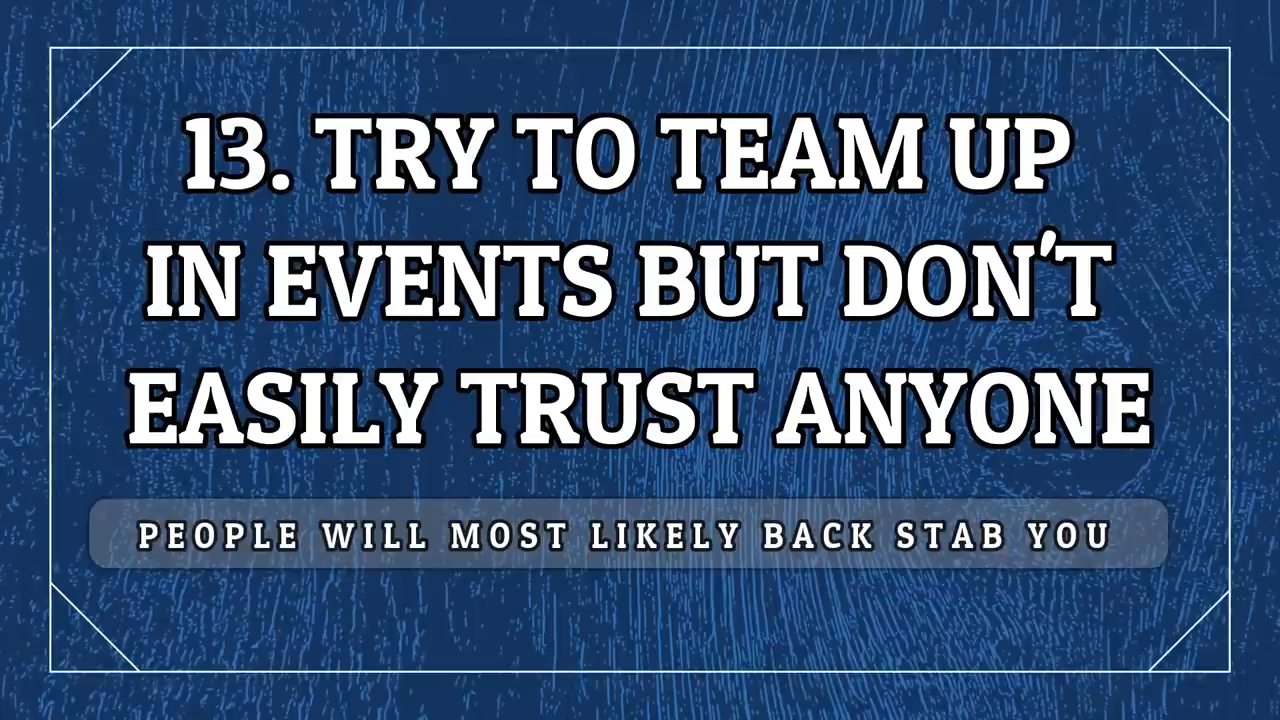 13. TRY TO TEAM UP
IN EVENTS BUT DON'T
EASILY TRUST ANYONE
PEOPLE WILL MOST LIKELY BACK STAB YOU